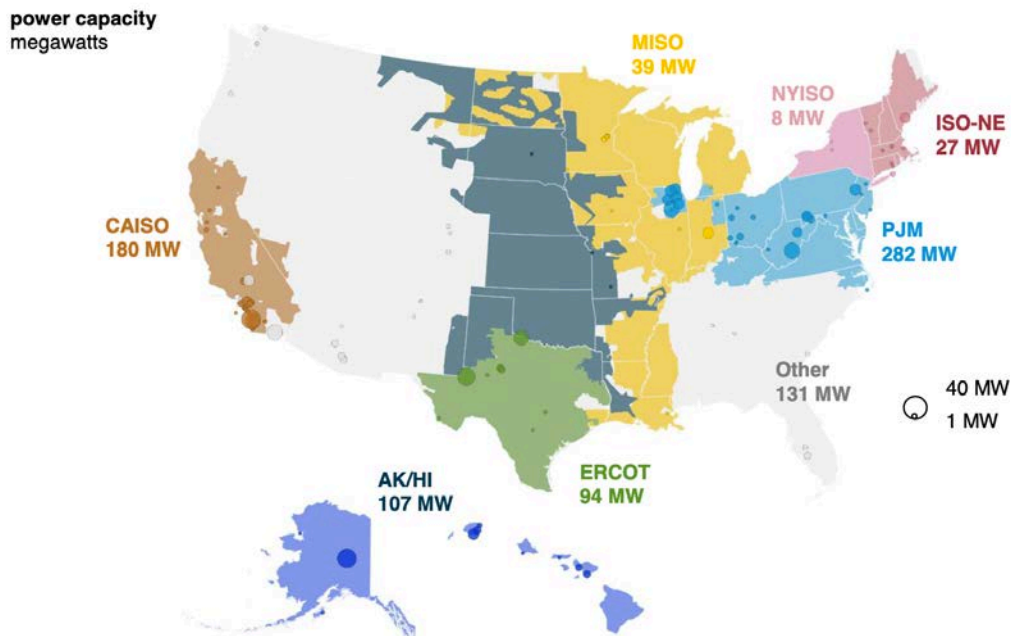 power capacity
megawatts
MISO
39 MW
NYISO
8 MW
ISO-NE
27 MW
CAISO
180 MW
PJM
282 MW
Other
131 MW
40 MW
1 MW
AK/HI
107 MW
ERCOT
94 MW